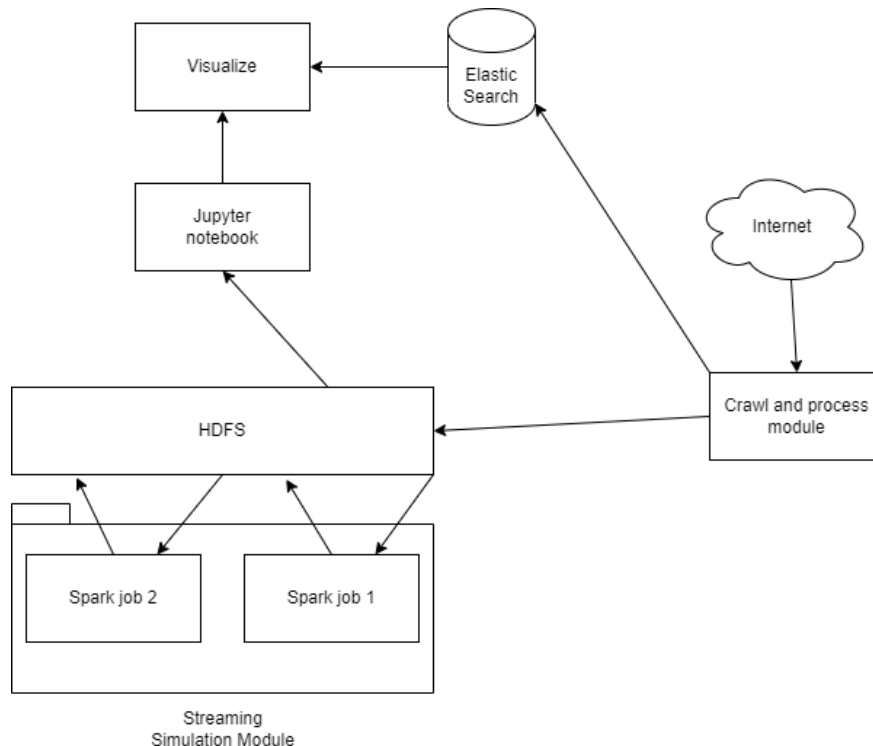 Visualize
Elastic
Search
Jupyter
notebook
Internet
HDFS
Crawl and process
module
Spark job 2
Spark job 1
Streaming
Simulation Module